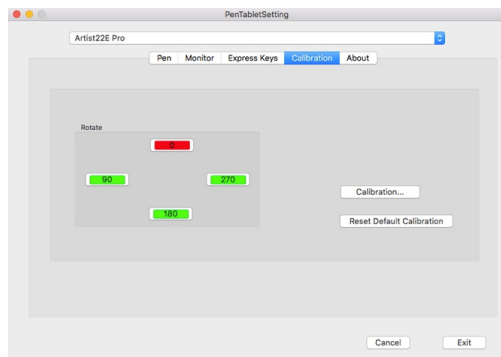 PenTabletSetting
Artist22E Pro
Pen Monitor Express Keys Calibration About
Rotate
0
90 270
180
Calibration...
Reset Default Calibration
Cancel Exit